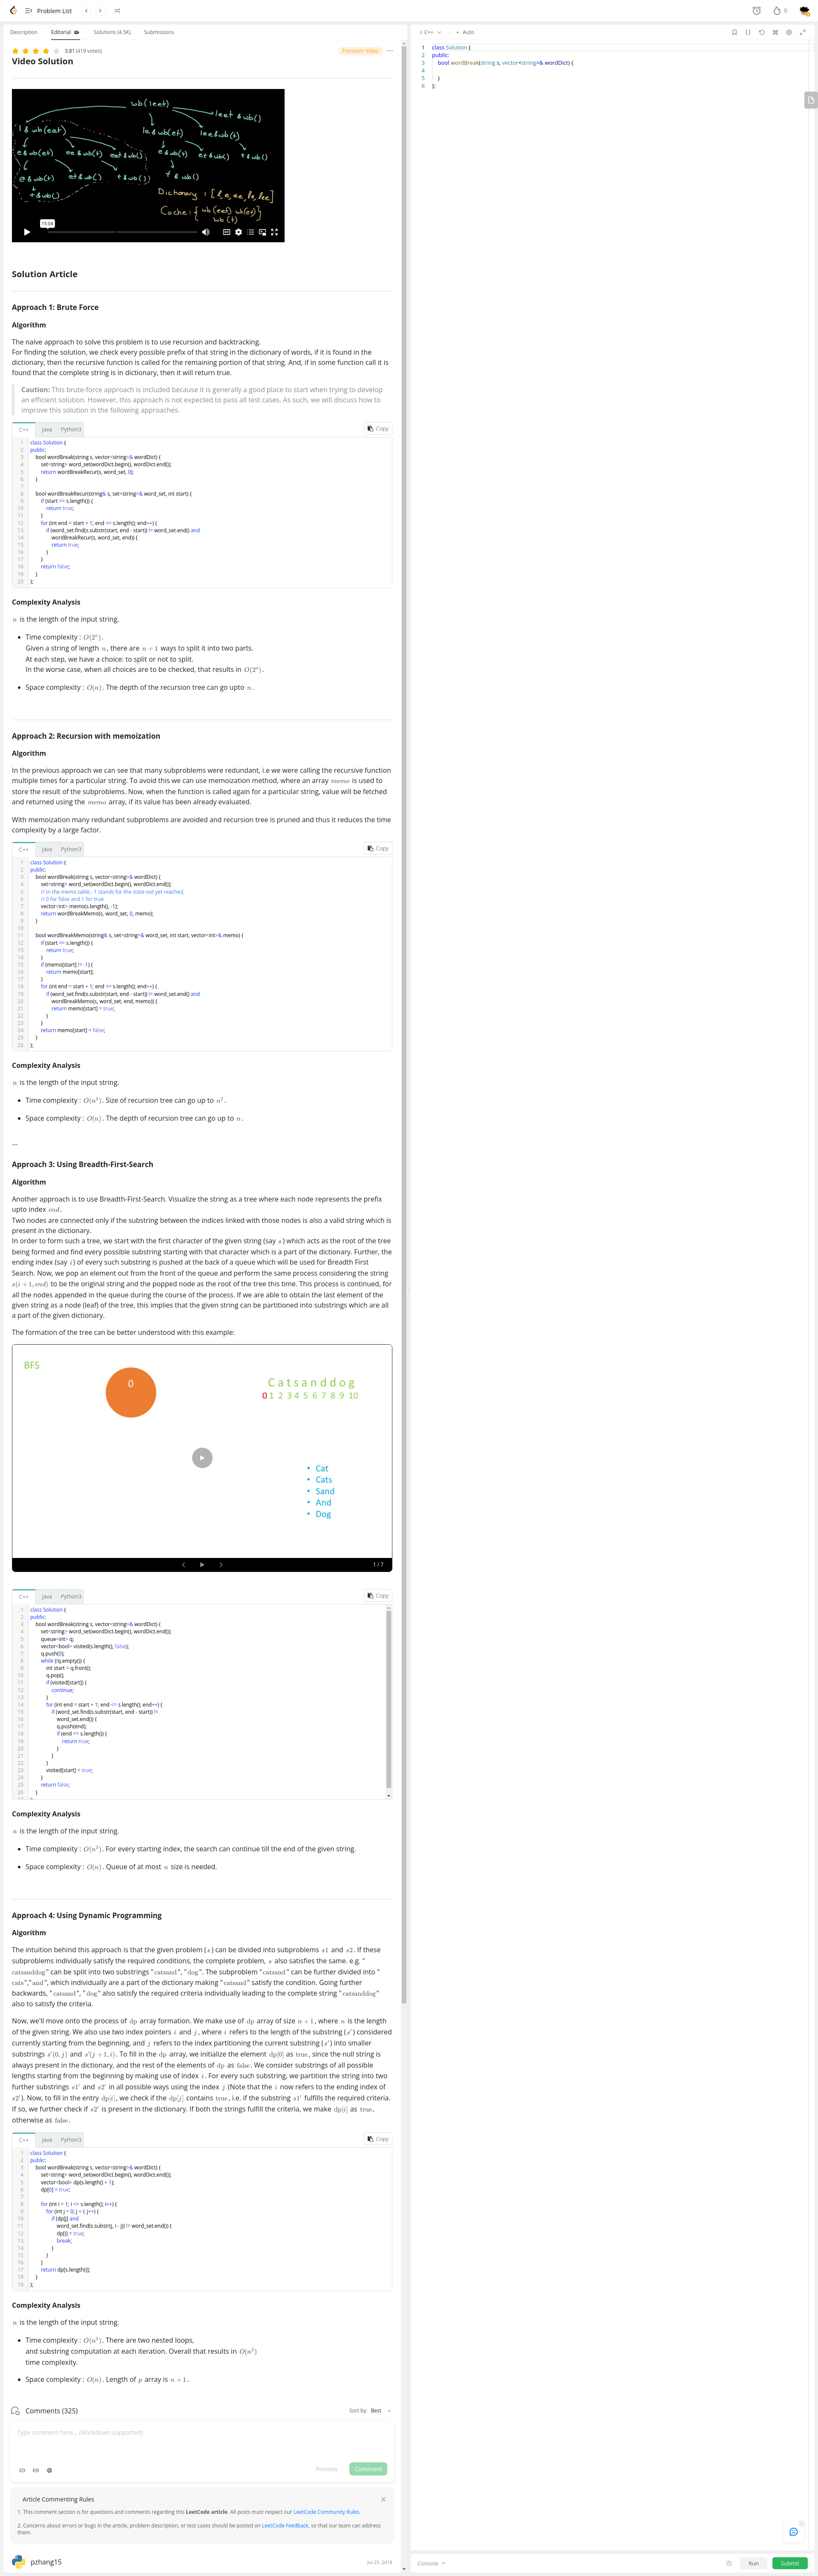 Problem List
0
Description Editorial Solutions (4.5K) Submissions
3.81 (419 votes) Premium Video
Video Solution
15:04
Solution Article
Approach 1: Brute Force
Algorithm
The naive approach to solve this problem is to use recursion and backtracking.
For finding the solution, we check every possible prefix of that string in the dictionary of words, if it is found in the
dictionary, then the recursive function is called for the remaining portion of that string. And, if in some function call it is
found that the complete string is in dictionary, then it will return true.
Caution: This brute-force approach is included because it is generally a good place to start when trying to develop
an efficient solution. However, this approach is not expected to pass all test cases. As such, we will discuss how to
improve this solution in the following approaches.
C++ Java Python3 Copy
1 class Solution {
2 public:
3 bool wordBreak(string s, vector<string>& wordDict) {
4 set<string> word_set(wordDict.begin(), wordDict.end());
5 return wordBreakRecur(s, word_set, 0);
6 }
7
8 bool wordBreakRecur(string& s, set<string>& word_set, int start) {
9 if (start == s.length()) {
10 return true;
11 }
12 for (int end = start + 1; end <= s.length(); end++) {
13 if (word_set.find(s.substr(start, end - start)) != word_set.end() and
14 wordBreakRecur(s, word_set, end)) {
15 return true;
16 }
17 }
18 return false;
19 }
20 };
Complexity Analysis
n is the length of the input string.
• Time complexity : O(2ⁿ).
Given a string of length n, there are n + 1 ways to split it into two parts.
At each step, we have a choice: to split or not to split.
In the worse case, when all choices are to be checked, that results in O(2ⁿ).
• Space complexity : O(n). The depth of the recursion tree can go upto n.
Approach 2: Recursion with memoization
Algorithm
In the previous approach we can see that many subproblems were redundant, i.e we were calling the recursive function
multiple times for a particular string. To avoid this we can use memoization method, where an array memo is used to
store the result of the subproblems. Now, when the function is called again for a particular string, value will be fetched
and returned using the memo array, if its value has been already evaluated.
With memoization many redundant subproblems are avoided and recursion tree is pruned and thus it reduces the time
complexity by a large factor.
C++ Java Python3 Copy
1 class Solution {
2 public:
3 bool wordBreak(string s, vector<string>& wordDict) {
4 set<string> word_set(wordDict.begin(), wordDict.end());
5 // In the memo table, -1 stands for the state not yet reached,
6 // 0 for false and 1 for true
7 vector<int> memo(s.length(), -1);
8 return wordBreakMemo(s, word_set, 0, memo);
9 }
10
11 bool wordBreakMemo(string& s, set<string>& word_set, int start, vector<int>& memo) {
12 if (start == s.length()) {
13 return true;
14 }
15 if (memo[start] != -1) {
16 return memo[start];
17 }
18 for (int end = start + 1; end <= s.length(); end++) {
19 if (word_set.find(s.substr(start, end - start)) != word_set.end() and
20 wordBreakMemo(s, word_set, end, memo)) {
21 return memo[start] = true;
22 }
23 }
24 return memo[start] = false;
25 }
26 };
Complexity Analysis
n is the length of the input string.
• Time complexity : O(n³). Size of recursion tree can go up to n².
• Space complexity : O(n). The depth of recursion tree can go up to n.
---
Approach 3: Using Breadth-First-Search
Algorithm
Another approach is to use Breadth-First-Search. Visualize the string as a tree where each node represents the prefix
upto index end.
Two nodes are connected only if the substring between the indices linked with those nodes is also a valid string which is
present in the dictionary.
In order to form such a tree, we start with the first character of the given string (say s) which acts as the root of the tree
being formed and find every possible substring starting with that character which is a part of the dictionary. Further, the
ending index (say i) of every such substring is pushed at the back of a queue which will be used for Breadth First
Search. Now, we pop an element out from the front of the queue and perform the same process considering the string
s(i + 1, end) to be the original string and the popped node as the root of the tree this time. This process is continued, for
all the nodes appended in the queue during the course of the process. If we are able to obtain the last element of the
given string as a node (leaf) of the tree, this implies that the given string can be partitioned into substrings which are all
a part of the given dictionary.
The formation of the tree can be better understood with this example:
BFS
0
C a t s a n d d o g
0 1 2 3 4 5 6 7 8 9 10
• Cat
• Cats
• Sand
• And
• Dog
1 / 7
C++ Java Python3 Copy
1 class Solution {
2 public:
3 bool wordBreak(string s, vector<string>& wordDict) {
4 set<string> word_set(wordDict.begin(), wordDict.end());
5 queue<int> q;
6 vector<bool> visited(s.length(), false);
7 q.push(0);
8 while (!q.empty()) {
9 int start = q.front();
10 q.pop();
11 if (visited[start]) {
12 continue;
13 }
14 for (int end = start + 1; end <= s.length(); end++) {
15 if (word_set.find(s.substr(start, end - start)) !=
16 word_set.end()) {
17 q.push(end);
18 if (end == s.length()) {
19 return true;
20 }
21 }
22 }
23 visited[start] = true;
24 }
25 return false;
26 }
Complexity Analysis
n is the length of the input string.
• Time complexity : O(n³). For every starting index, the search can continue till the end of the given string.
• Space complexity : O(n). Queue of at most n size is needed.
Approach 4: Using Dynamic Programming
Algorithm
The intuition behind this approach is that the given problem (s) can be divided into subproblems s1 and s2. If these
subproblems individually satisfy the required conditions, the complete problem, s also satisfies the same. e.g. "
catsanddog" can be split into two substrings "catsand", "dog". The subproblem "catsand" can be further divided into "
cats","and", which individually are a part of the dictionary making "catsand" satisfy the condition. Going further
backwards, "catsand", "dog" also satisfy the required criteria individually leading to the complete string "catsanddog"
also to satisfy the criteria.
Now, we'll move onto the process of dp array formation. We make use of dp array of size n + 1, where n is the length
of the given string. We also use two index pointers i and j, where i refers to the length of the substring (s') considered
currently starting from the beginning, and j refers to the index partitioning the current substring (s') into smaller
substrings s'(0, j) and s'(j + 1, i). To fill in the dp array, we initialize the element dp[0] as true, since the null string is
always present in the dictionary, and the rest of the elements of dp as false. We consider substrings of all possible
lengths starting from the beginning by making use of index i. For every such substring, we partition the string into two
further substrings s1' and s2' in all possible ways using the index j (Note that the i now refers to the ending index of
s2'). Now, to fill in the entry dp[i], we check if the dp[j] contains true, i.e. if the substring s1' fulfills the required criteria.
If so, we further check if s2' is present in the dictionary. If both the strings fulfill the criteria, we make dp[i] as true,
otherwise as false.
C++ Java Python3 Copy
1 class Solution {
2 public:
3 bool wordBreak(string s, vector<string>& wordDict) {
4 set<string> word_set(wordDict.begin(), wordDict.end());
5 vector<bool> dp(s.length() + 1);
6 dp[0] = true;
7
8 for (int i = 1; i <= s.length(); i++) {
9 for (int j = 0; j < i; j++) {
10 if (dp[j] and
11 word_set.find(s.substr(j, i - j)) != word_set.end()) {
12 dp[i] = true;
13 break;
14 }
15 }
16 }
17 return dp[s.length()];
18 }
19 };
Complexity Analysis
n is the length of the input string.
• Time complexity : O(n³). There are two nested loops,
and substring computation at each iteration. Overall that results in O(n³)
time complexity.
• Space complexity : O(n). Length of p array is n + 1.
Comments (325) Sort by: Best
Type comment here... (Markdown supported)
Preview Comment
Article Commenting Rules
1. This comment section is for questions and comments regarding this LeetCode article. All posts must respect our LeetCode Community Rules.
2. Concerns about errors or bugs in the article, problem description, or test cases should be posted on LeetCode Feedback, so that our team can address
them.
pzhang15 Jul 25, 2018
C++ Auto
1 class Solution {
2 public:
3 bool wordBreak(string s, vector<string>& wordDict) {
4
5 }
6 };
Console Run Submit